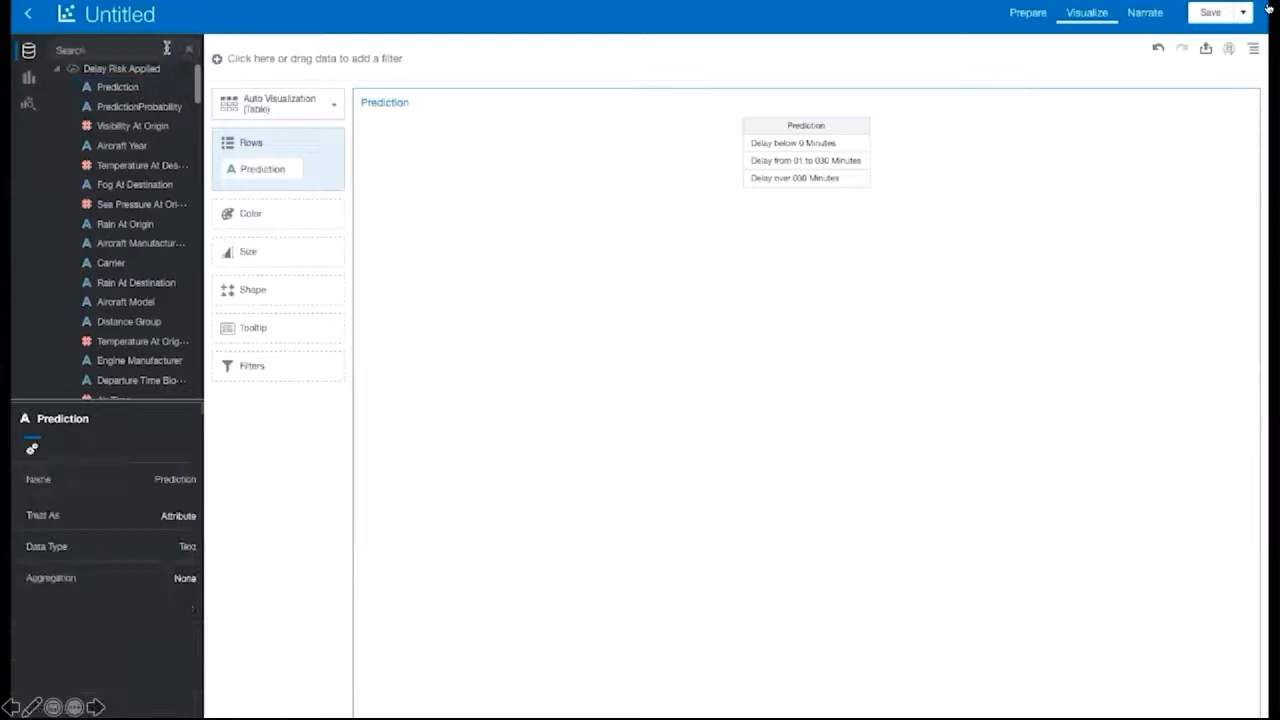 Untitled
Prepare
Visualize
Narrate
Save
Search
Delay Risk Applied
Prediction
PredictionProbability
Visibility At Origin
Aircraft Year
Temperature At Des···
Fog At Destination
Sea Pressure At Ori···
Rain At Origin
Aircraft Manufactur···
Carrier
Rain At Destination
Aircraft Model
Distance Group
Temperature At Orig···
Engine Manufacturer
Departure Time Blo···
Click here or drag data to add a filter
Auto Visualization
(Table)
Rows
A Prediction
Color
Size
Shape
Tooltip
Filters
Prediction
Prediction
Delay below 0 Minutes
Delay from 01 to 030 Minutes
Delay over 030 Minutes
A Prediction
Name Prediction
Treat As Attribute
Data Type Text
Aggregation None